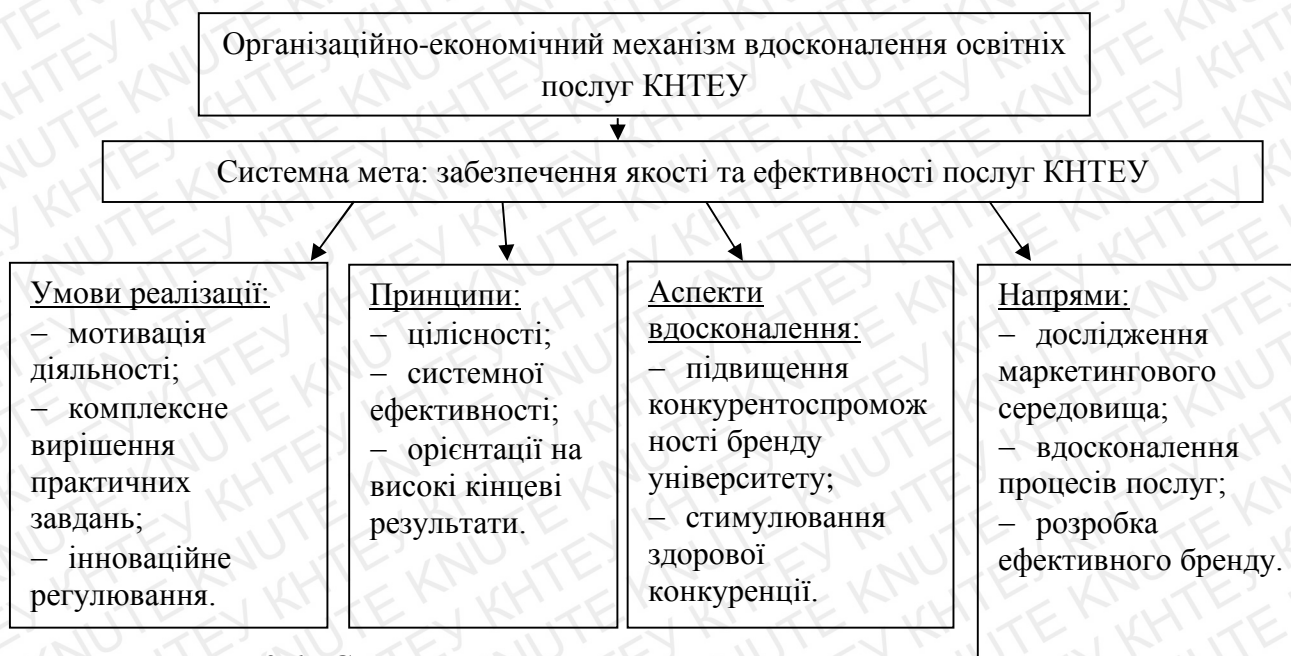 Організаційно-економічний механізм вдосконалення освітніх
послуг КНТЕУ
Системна мета: забезпечення якості та ефективності послуг КНТЕУ
Умови реалізації:
– мотивація
діяльності;
– комплексне
вирішення
практичних
завдань;
– інноваційне
регулювання.
Принципи:
– цілісності;
– системної
ефективності;
– орієнтації на
високі кінцеві
результати.
Аспекти
вдосконалення:
– підвищення
конкурентоспромож
ності бренду
університету;
– стимулювання
здорової
конкуренції.
Напрями:
– дослідження
маркетингового
середовища;
– вдосконалення
процесів послуг;
– розробка
ефективного бренду.